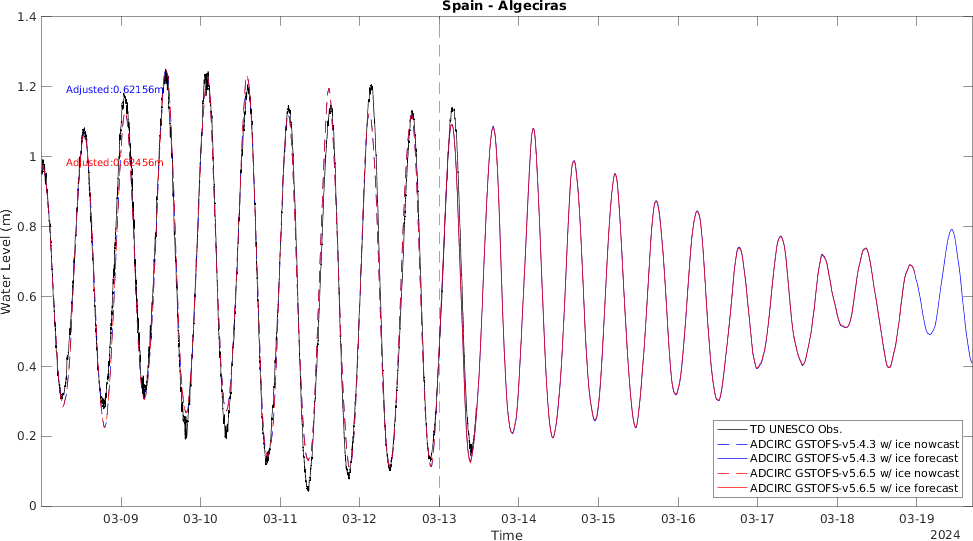 Spain - Algeciras
1.4
1.2
1
0.8
0.6
0.4
0.2
0
Water Level (m)
Adjusted:0.62156m
Adjusted:0.62456m
TD UNESCO Obs.
ADCIRC GSTOFS-v5.4.3 w/ ice nowcast
ADCIRC GSTOFS-v5.4.3 w/ ice forecast
ADCIRC GSTOFS-v5.6.5 w/ ice nowcast
ADCIRC GSTOFS-v5.6.5 w/ ice forecast
03-09 03-10 03-11 03-12 03-13 03-14 03-15 03-16 03-17 03-18 03-19
Time
2024